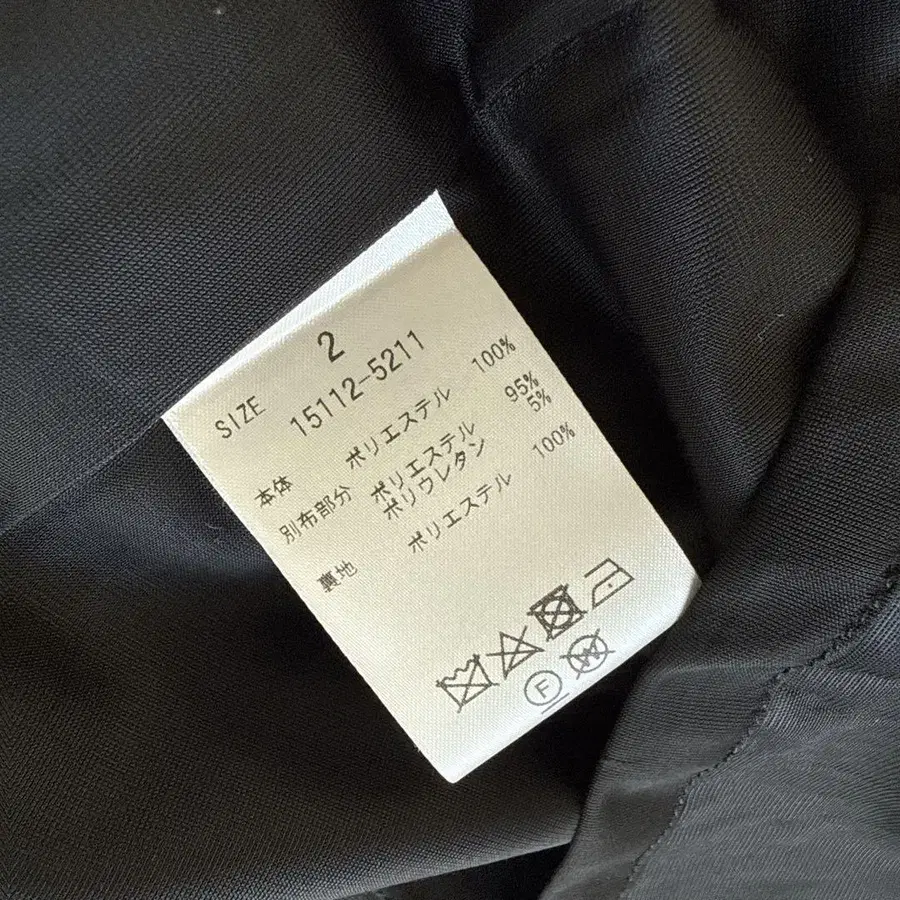 SIZE 2
15112-5211
本体 ポリエステル 100%
別布部分 ポリエステル 95%
ポリウレタン 5%
裏地 ポリエステル 100%
F W